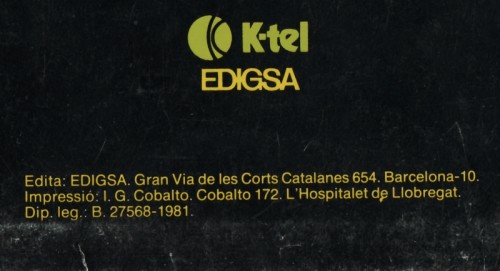 K-tel
EDIGSA
Edita: EDIGSA. Gran Via de les Corts Catalanes 654. Barcelona-10.
Impressió: I. G. Cobalto. Cobalto 172. L'Hospitalet de Llobregat.
Dip. leg.: B. 27568-1981.